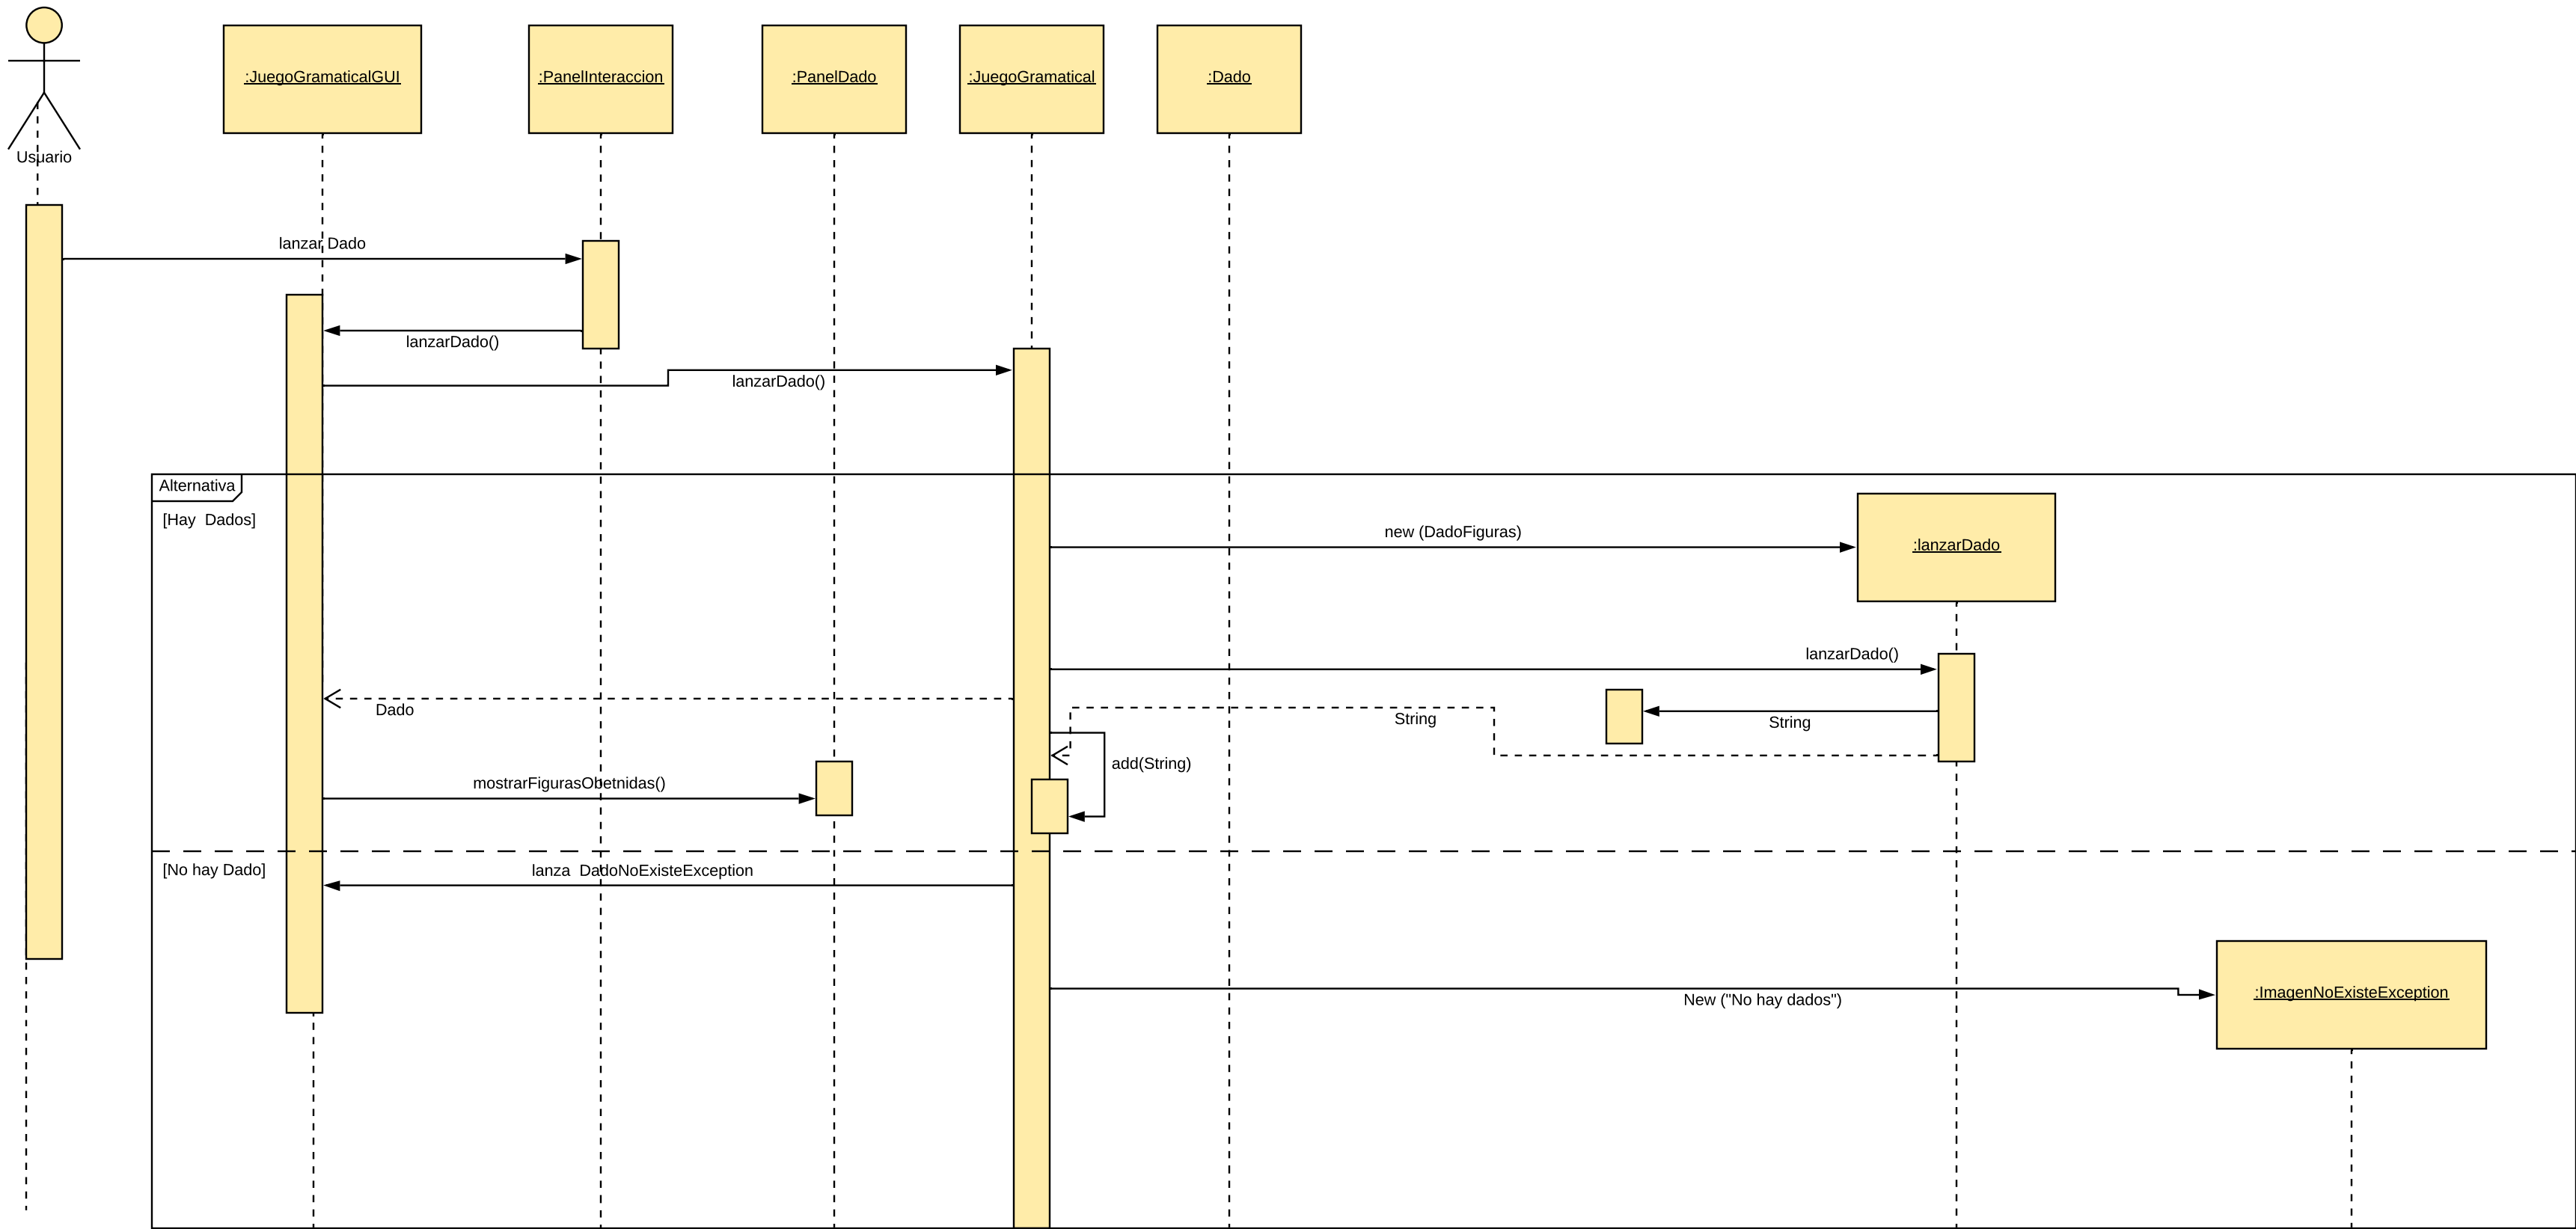 :JuegoGramaticalGUI
:PanelInteraccion
:PanelDado
:JuegoGramatical
:Dado
Usuario
lanzar Dado
lanzarDado()
lanzarDado()
Alternativa
[Hay  Dados]
new (DadoFiguras)
:lanzarDado
lanzarDado()
Dado
String
String
add(String)
mostrarFigurasObetnidas()
[No hay Dado]
lanza  DadoNoExisteException
New ("No hay dados")
:ImagenNoExisteException